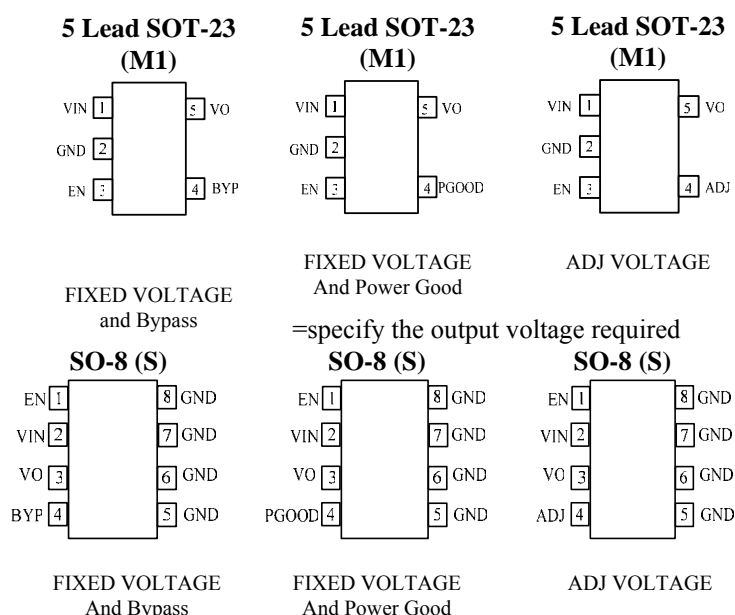 5 Lead SOT-23
(M1)
VIN 1
5 VO
GND 2
EN 3
4 BYP
FIXED VOLTAGE
and Bypass
5 Lead SOT-23
(M1)
VIN 1
5 VO
GND 2
EN 3
4 PGOOD
FIXED VOLTAGE
And Power Good
5 Lead SOT-23
(M1)
VIN 1
5 VO
GND 2
EN 3
4 ADJ
ADJ VOLTAGE
=specify the output voltage required
SO-8 (S)
EN 1
8 GND
VIN 2
7 GND
VO 3
6 GND
BYP 4
5 GND
FIXED VOLTAGE
And Bypass
SO-8 (S)
EN 1
8 GND
VIN 2
7 GND
VO 3
6 GND
PGOOD 4
5 GND
FIXED VOLTAGE
And Power Good
SO-8 (S)
EN 1
8 GND
VIN 2
7 GND
VO 3
6 GND
ADJ 4
5 GND
ADJ VOLTAGE